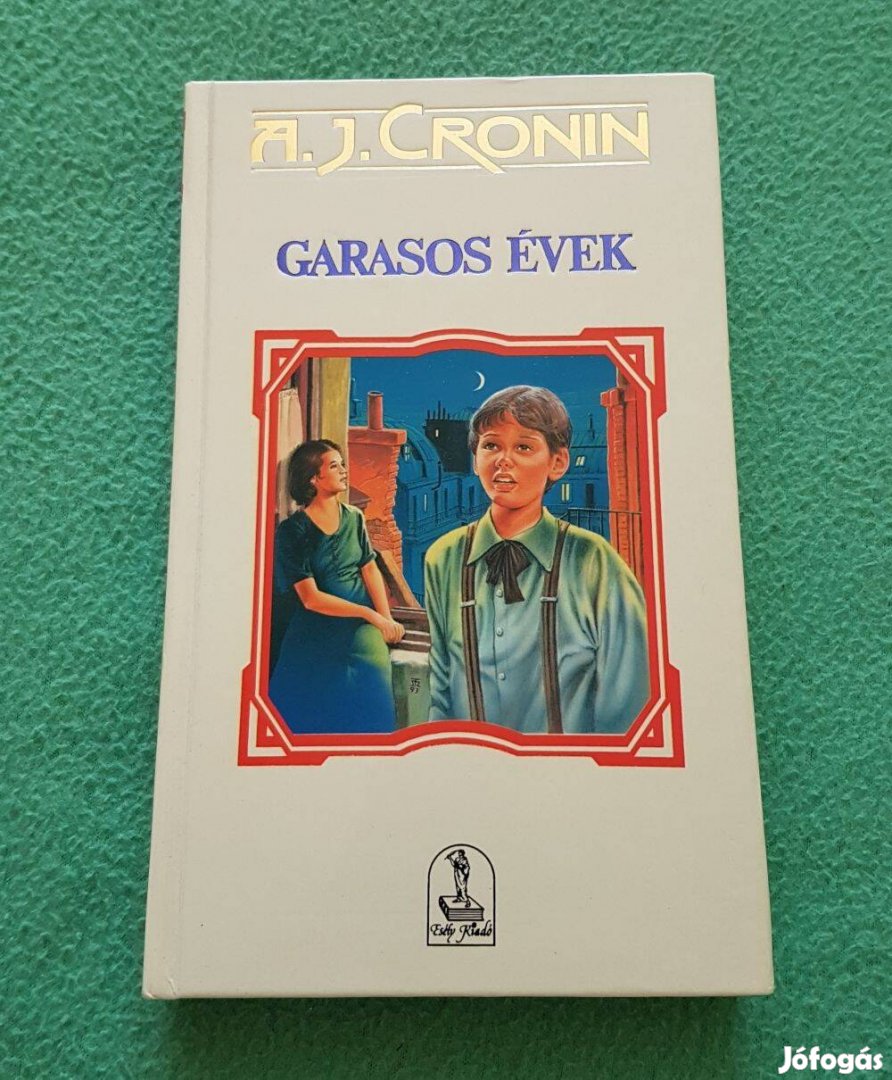 A. J. CRONIN
GARASOS ÉVEK
Esély Kiadó
Jófogás